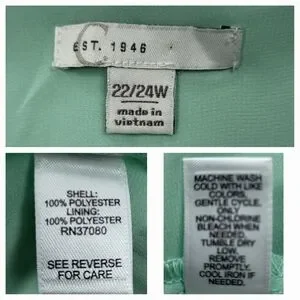 C.
EST. 1946
22/24W
made in
vietnam
SHELL:
100% POLYESTER
LINING:
100% POLYESTER
RN37080
SEE REVERSE
FOR CARE
MACHINE WASH
COLD WITH LIKE
COLORS.
GENTLE CYCLE.
ONLY
NON-CHLORINE
BLEACH WHEN
NEEDED.
TUMBLE DRY
LOW.
REMOVE
PROMPTLY.
COOL IRON IF
NEEDED.